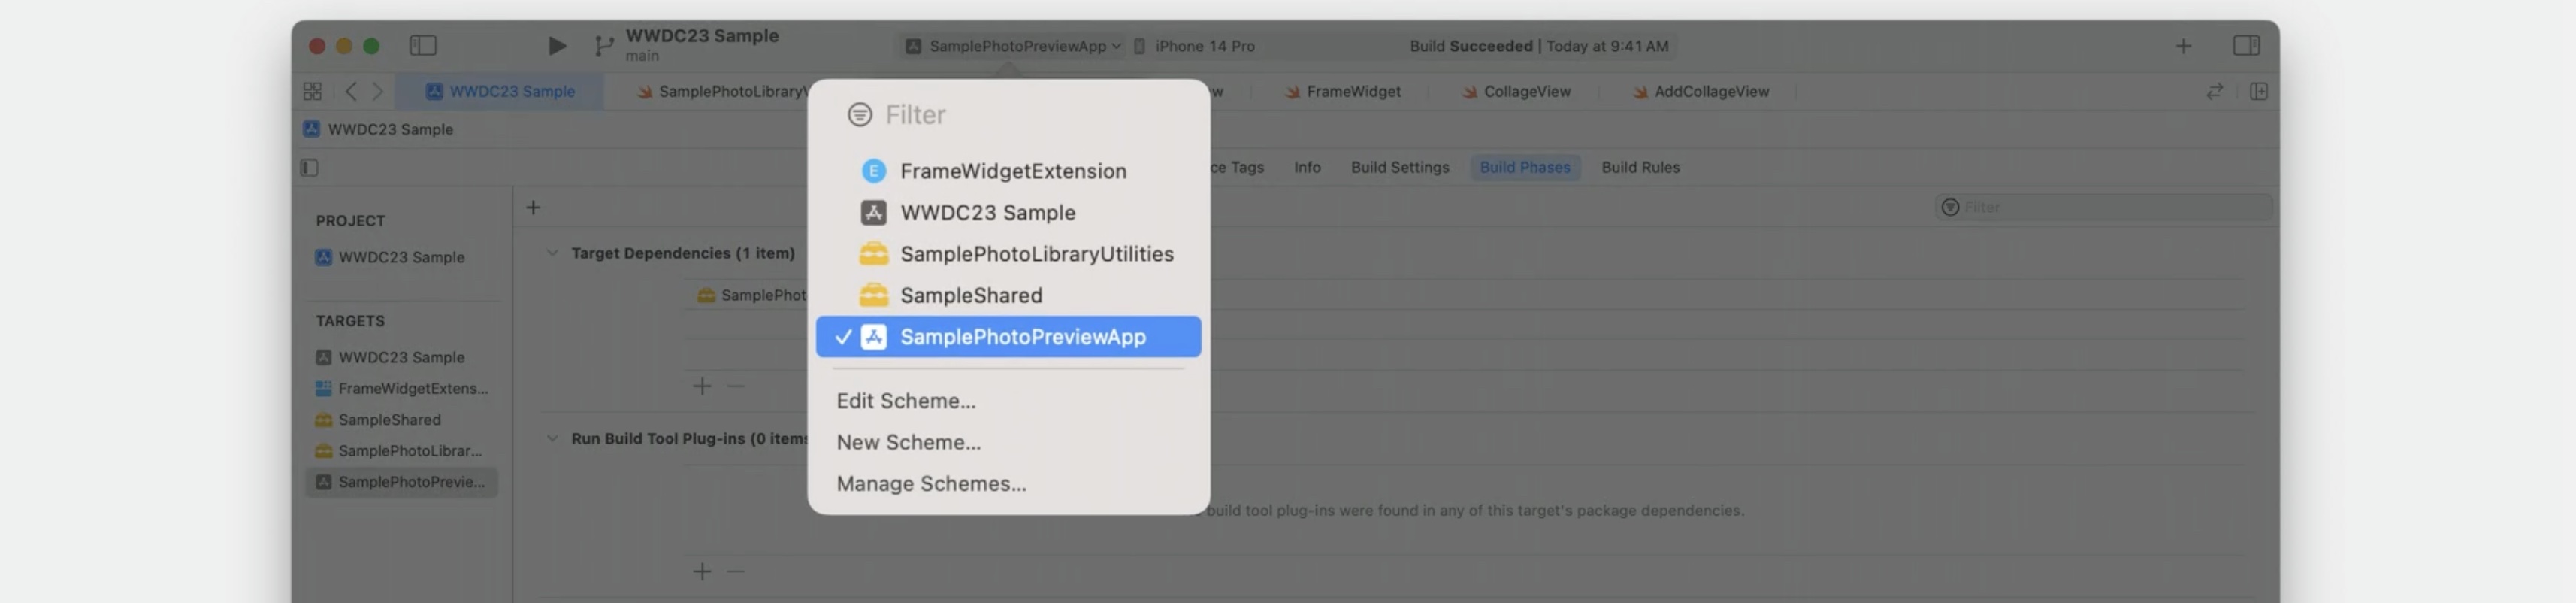 WWDC23 Sample
main
SamplePhotoPreviewApp
iPhone 14 Pro
Build Succeeded | Today at 9:41 AM
WWDC23 Sample
SamplePhotoLibrary
FrameWidget
CollageView
AddCollageView
WWDC23 Sample
ce Tags
Info
Build Settings
Build Phases
Build Rules
Filter
PROJECT
WWDC23 Sample
TARGETS
WWDC23 Sample
FrameWidgetExtens...
SampleShared
SamplePhotoLibrar...
SamplePhotoPrevie...
Target Dependencies (1 item)
SamplePhot
Run Build Tool Plug-ins (0 items
build tool plug-ins were found in any of this target's package dependencies.
Filter
E FrameWidgetExtension
WWDC23 Sample
SamplePhotoLibraryUtilities
SampleShared
SamplePhotoPreviewApp
Edit Scheme...
New Scheme...
Manage Schemes...